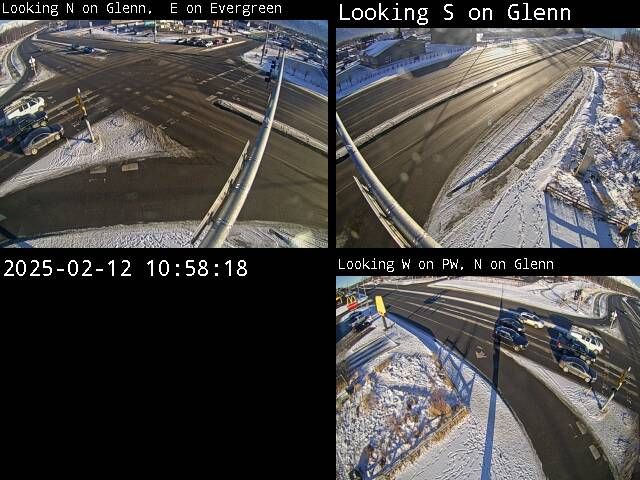 Looking N on Glenn,  E on Evergreen
Looking S on Glenn
2025-02-12 10:58:18
Looking W on PW, N on Glenn